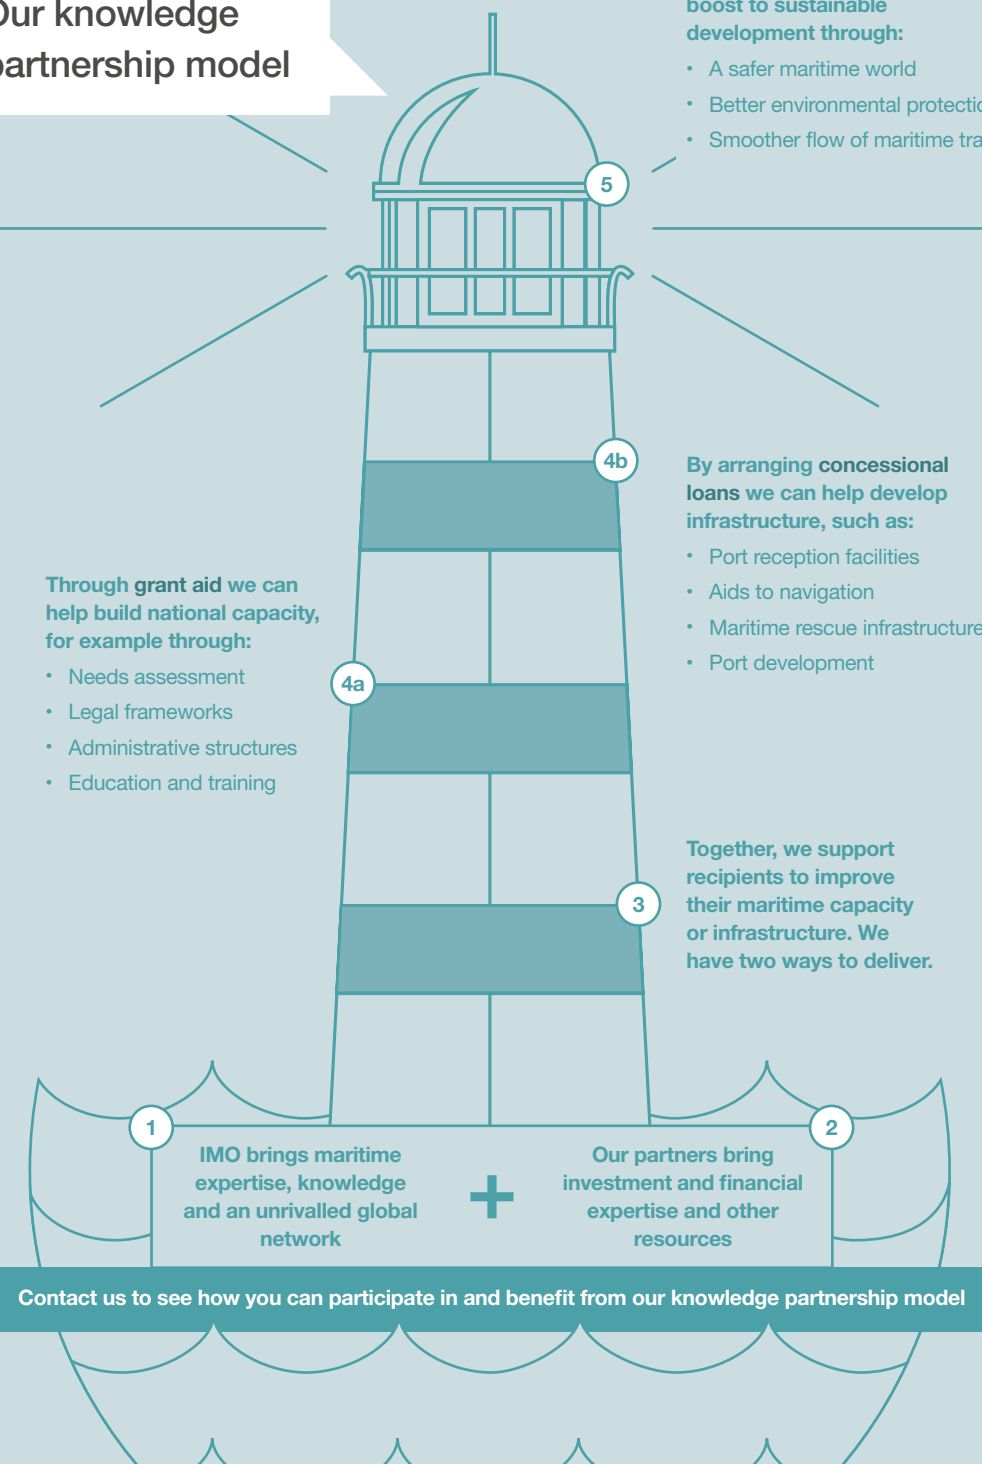 Our knowledge
partnership model
boost to sustainable
development through:
• A safer maritime world
• Better environmental
• Smoother flow of maritime
5
4b
By arranging concessional
loans we can help develop
infrastructure, such as:
• Port reception facilities
• Aids to navigation
• Maritime rescue infrastructure
• Port development
Through grant aid we can
help build national capacity,
for example through:
• Needs assessment
• Legal frameworks
• Administrative structures
• Education and training
4a
3
Together, we support
recipients to improve
their maritime capacity
or infrastructure. We
have two ways to deliver.
1
IMO brings maritime
expertise, knowledge
and an unrivalled global
network
+
2
Our partners bring
investment and financial
expertise and other
resources
Contact us to see how you can participate in and benefit from our knowledge partnership model